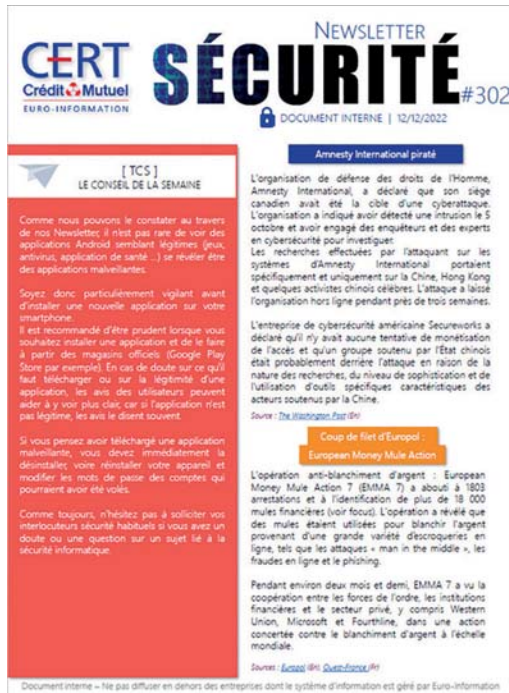 CERT
Crédit Mutuel
EURO-INFORMATION
NEWSLETTER
SÉCURITÉ
#302
DOCUMENT INTERNE | 12/12/2022
[ TCS ]
LE CONSEIL DE LA SEMAINE
Comme nous pouvons le constater au travers
de nos Newsletter, il n'est pas rare de voir des
applications Android semblant légitimes (jeux,
antivirus, application de santé ...) se révéler être
des applications malveillantes.
Soyez donc particulièrement vigilant avant
d'installer une nouvelle application sur votre
smartphone.
Il est recommandé d'être prudent lorsque vous
souhaitez installer une application et de le faire
à partir des magasins officiels (Google Play
Store par exemple). En cas de doute sur ce qu'il
faut télécharger ou sur la légitimité d'une
application, les avis des utilisateurs peuvent
aider à y voir plus clair, car si l'application n'est
pas légitime, les avis le disent souvent.
Si vous pensez avoir téléchargé une application
malveillante, vous devez immédiatement la
désinstaller, voire réinstaller votre appareil et
modifier les mots de passe des comptes qui
pourraient avoir été volés.
Comme toujours, n'hésitez pas à solliciter vos
interlocuteurs sécurité habituels si vous avez un
doute ou une question sur un sujet lié à la
sécurité informatique.
Amnesty International piraté
L'organisation de défense des droits de l'Homme,
Amnesty International, a déclaré que son siège
canadien avait été la cible d'une cyberattaque.
L'organisation a indiqué avoir détecté une intrusion le 5
octobre et avoir engagé des enquêteurs et des experts
en cybersécurité pour investiguer.
Les recherches effectuées par l'attaquant sur les
systèmes d'Amnesty International portaient
spécifiquement et uniquement sur la Chine, Hong Kong
et quelques activistes chinois célèbres. L'attaque a laissé
l'organisation hors ligne pendant près de trois semaines.
L'entreprise de cybersécurité américaine Secureworks a
déclaré qu'il n'y avait aucune tentative de monétisation
de l'accès et qu'un groupe soutenu par l'État chinois
était probablement derrière l'attaque en raison de la
nature des recherches, du niveau de sophistication et de
l'utilisation d'outils spécifiques caractéristiques des
acteurs soutenus par la Chine.
Source : The Washington Post (En)
Coup de filet d'Europol :
European Money Mule Action
L'opération anti-blanchiment d'argent : European
Money Mule Action 7 (EMMA 7) a abouti à 1803
arrestations et à l'identification de plus de 18 000
mules financières (voir focus). L'opération a révélé que
des mules étaient utilisées pour blanchir l'argent
provenant d'une grande variété d'escroqueries en
ligne, tels que les attaques « man in the middle », les
fraudes en ligne et le phishing.
Pendant environ deux mois et demi, EMMA 7 a vu la
coopération entre les forces de l'ordre, les institutions
financières et le secteur privé, y compris Western
Union, Microsoft et Fourthline, dans une action
concertée contre le blanchiment d'argent à l'échelle
mondiale.
Sources : Europol (En), Ouest-France (Fr)
Document interne – Ne pas diffuser en dehors des entreprises dont le système d'information est géré par Euro-Information